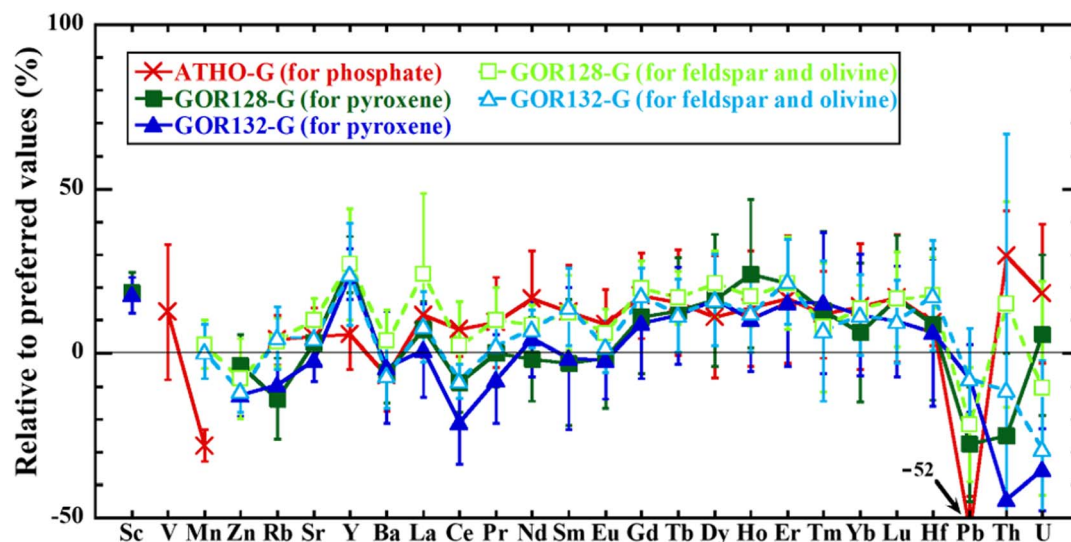 Relative to preferred values (%)
100
50
0
-50
ATHO-G (for phosphate)
GOR128-G (for pyroxene)
GOR132-G (for pyroxene)
GOR128-G (for feldspar and olivine)
GOR132-G (for feldspar and olivine)
-52
Sc V Mn Zn Rb Sr Y Ba La Ce Pr Nd Sm Eu Gd Tb Dy Ho Er Tm Yb Lu Hf Pb Th U